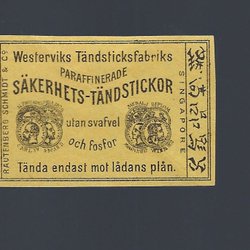 Westerviks Tändsticksfabriks
PARAFFINERADE
SÄKERHETS-TÄNDSTICKOR
utan svafvel
och fosfor
Tända endast mot lådans plån.
RAUTENBERG SCHMIDT & Cº
SINGAPORE